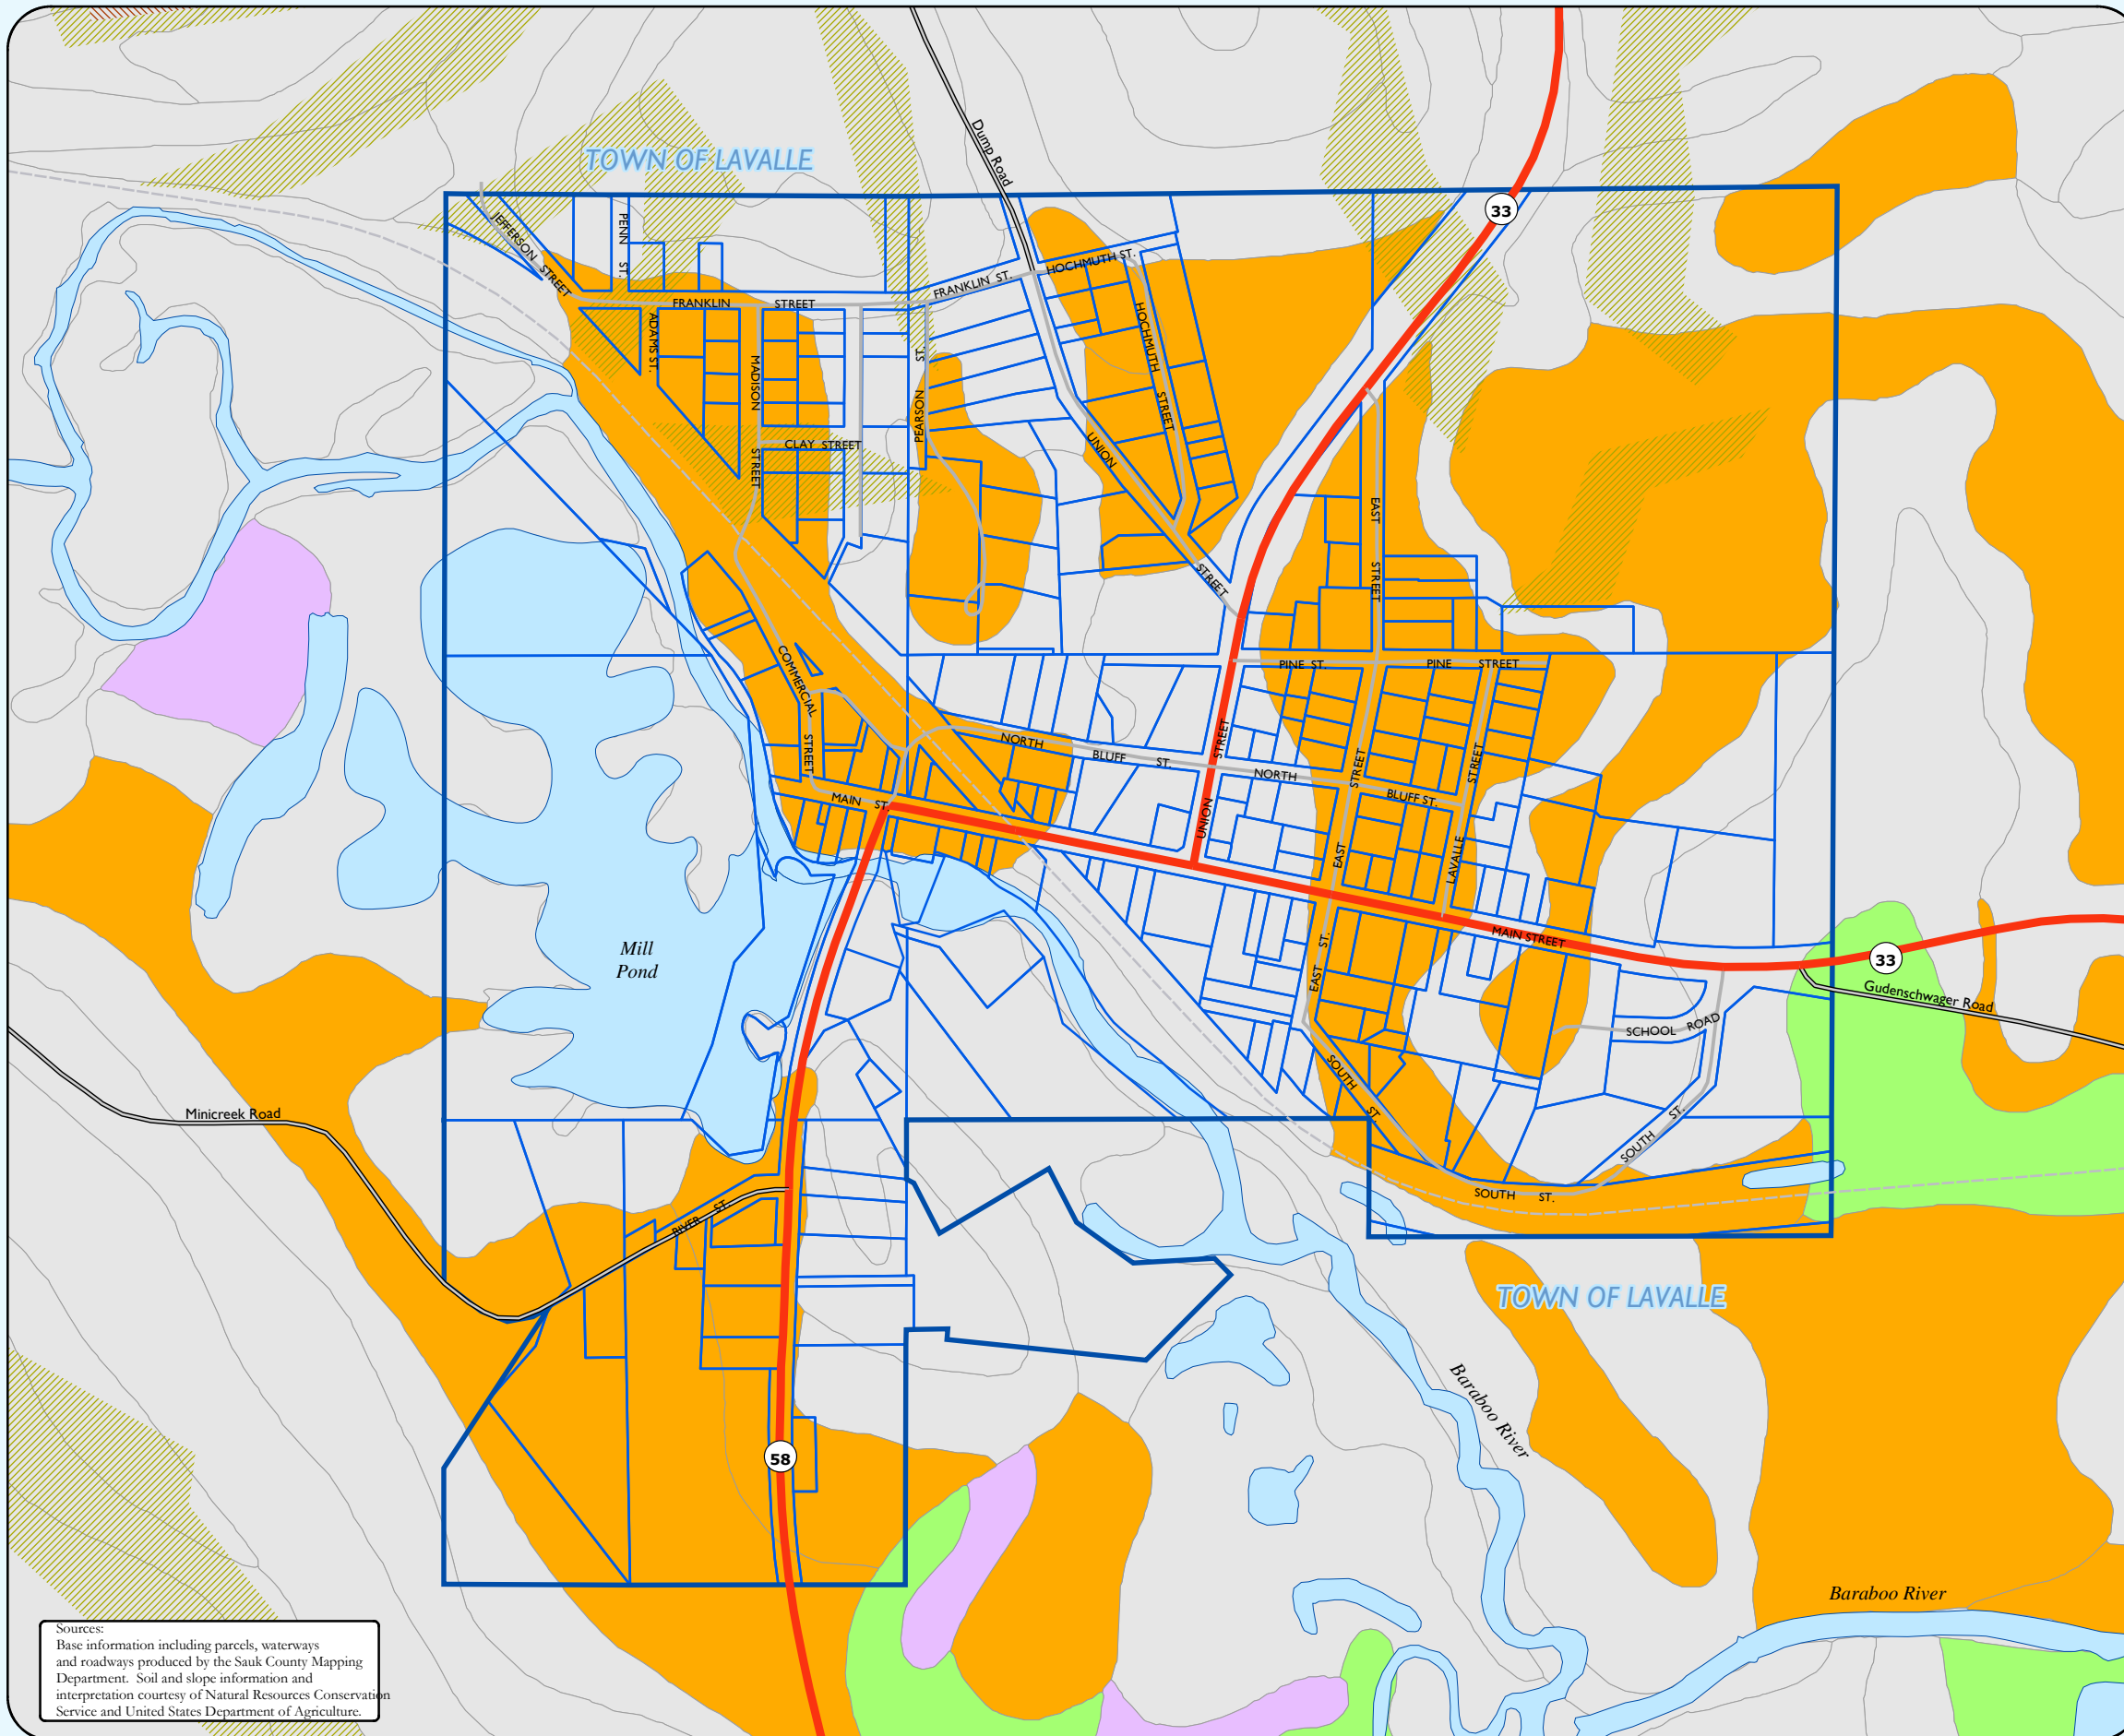 Dump Road
TOWN OF LAVALLE
33
PENN ST.
JEFFERSON STREET
HOCHMUTH ST.
FRANKLIN ST.
FRANKLIN STREET
ADAMS ST.
MADISON STREET
HOCHMUTH STREET
PEARSON ST.
CLAY STREET
UNION STREET
EAST STREET
COMMERCIAL STREET
PINE ST.
PINE STREET
NORTH BLUFF ST.
UNION STREET
NORTH BLUFF ST.
EAST STREET
LAVALLE STREET
MAIN ST.
EAST ST.
MAIN STREET
Mill
Pond
33
Gudenschwager Road
SCHOOL ROAD
SOUTH ST.
Minicreek Road
SOUTH ST.
SOUTH ST.
RIVER ST.
TOWN OF LAVALLE
Baraboo River
58
Baraboo River
Sources:
Base information including parcels, waterways
and roadways produced by the Sauk County Mapping
Department. Soil and slope information and
interpretation courtesy of Natural Resources Conservation
Service and United States Department of Agriculture.